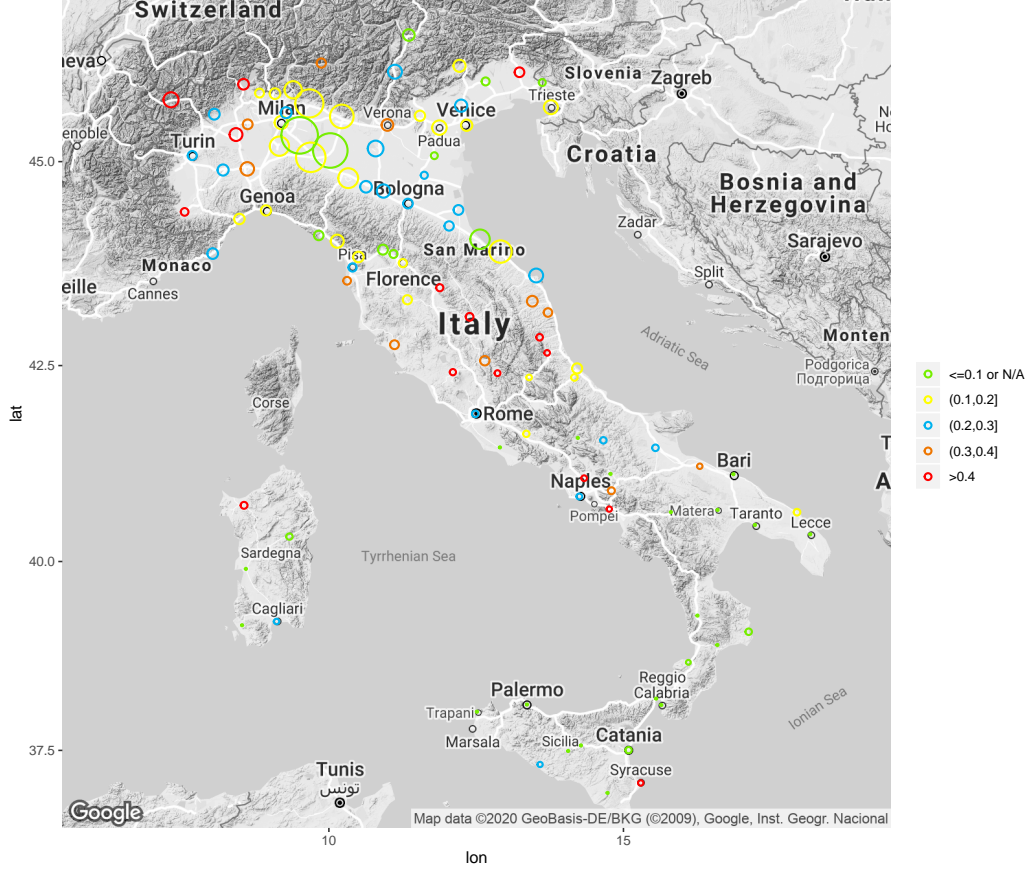 Switzerland
neva
Slovenia
Zagreb
Milan
Verona
Venice
Trieste
Padua
enoble
Turin
Croatia
45.0
Bologna
Bosnia and
Herzegovina
Genoa
Zadar
San Marino
Sarajevo
Pisa
Monaco
Florence
Split
eille
Cannes
Italy
Adriatic Sea
Monten
42.5
Podgorica
Подгорица
<=0.1 or N/A
(0.1,0.2]
(0.2,0.3]
(0.3,0.4]
>0.4
Corse
Rome
lat
T
Bari
Naples
A
Pompei
Matera
Taranto
Lecce
40.0
Sardegna
Tyrrhenian Sea
Cagliari
Reggio
Calabria
Palermo
Ionian Sea
Trapani
Marsala
Sicilia
Catania
37.5
Tunis
تونس
Syracuse
Google
Map data ©2020 GeoBasis-DE/BKG (©2009), Google, Inst. Geogr. Nacional
10
15
lon